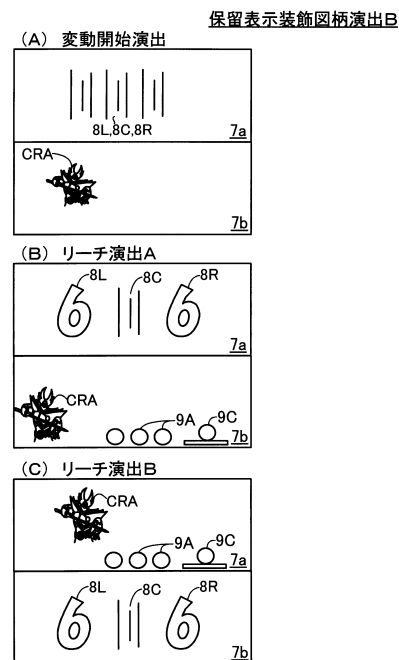 保留表示装飾図柄演出B
(A) 変動開始演出
8L,8C,8R
7a
CRA
7b
(B) リーチ演出A
8L
8C
8R
6 6
7a
CRA
9A
9C
7b
(C) リーチ演出B
CRA
9A
9C
7a
8L
8C
8R
6 6
7b